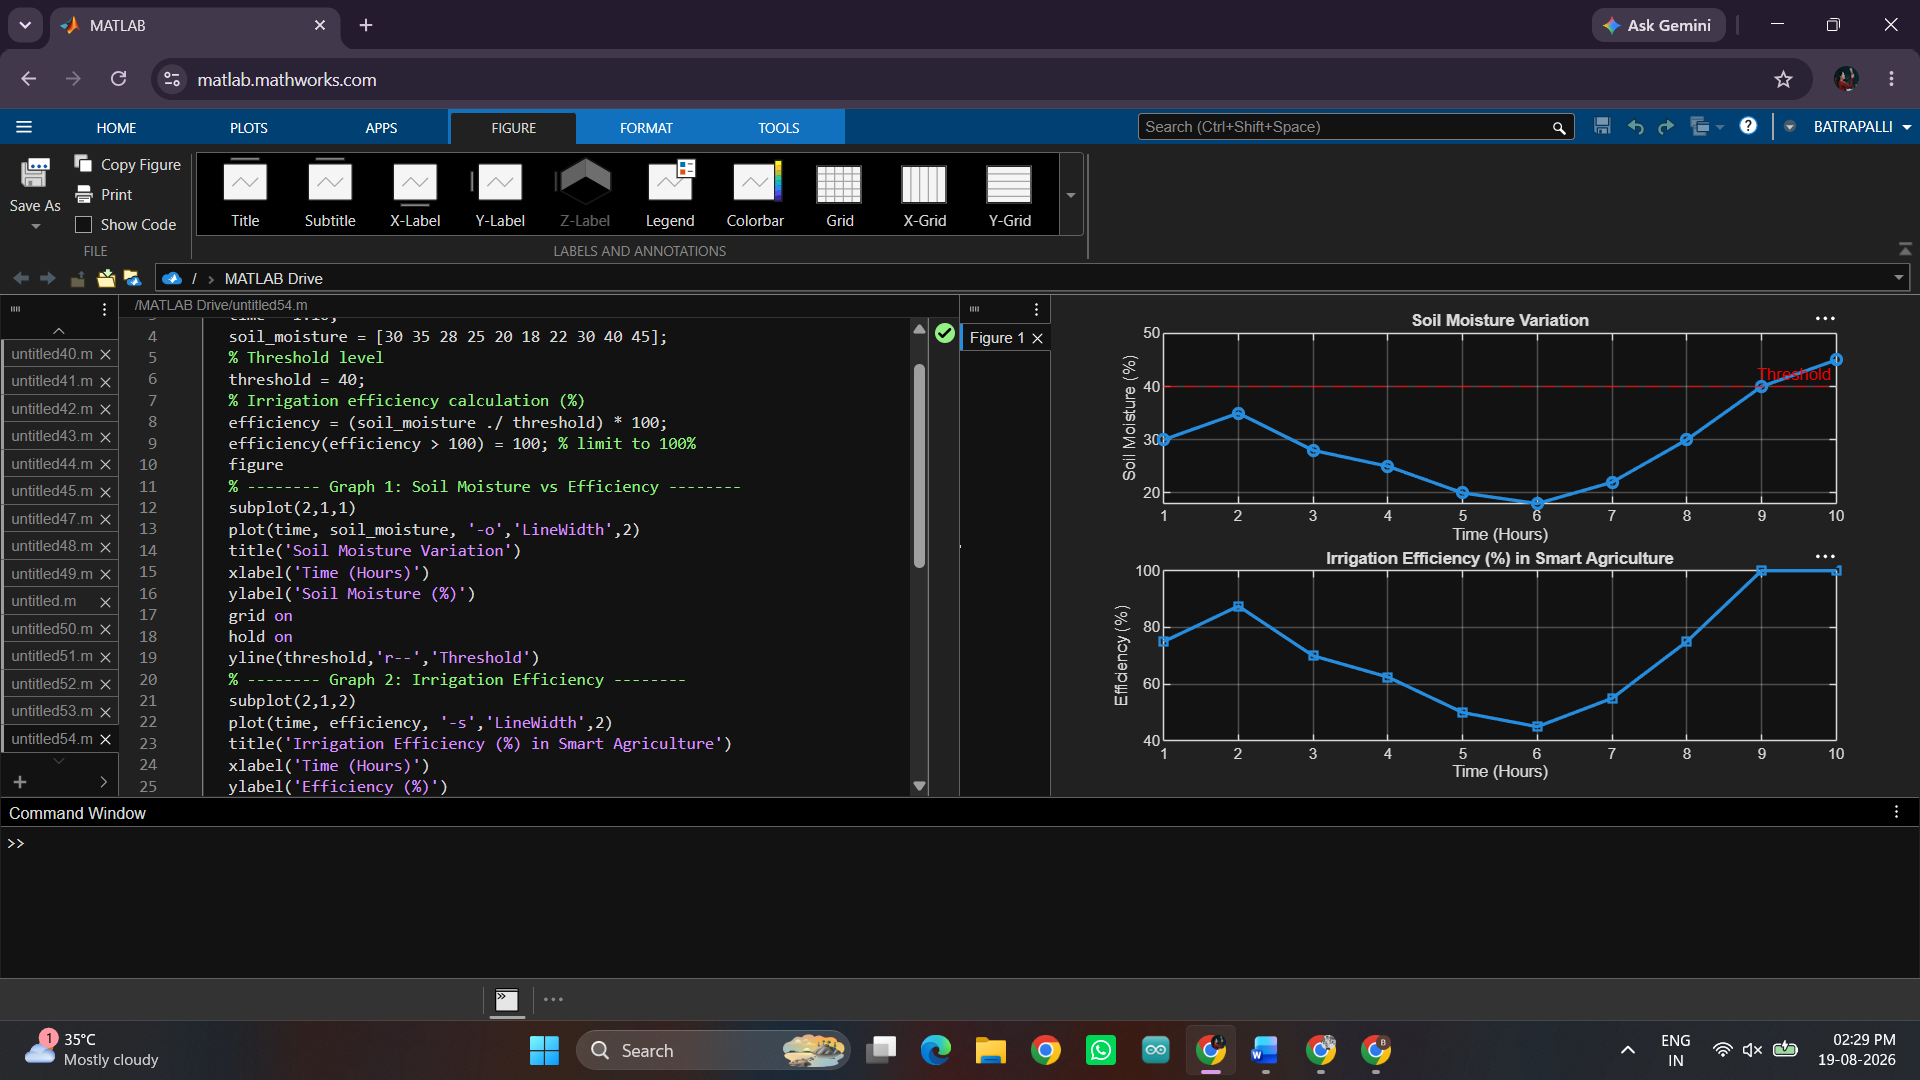 MATLAB
Ask Gemini
matlab.mathworks.com
HOME
PLOTS
APPS
FIGURE
FORMAT
TOOLS
Search (Ctrl+Shift+Space)
BATRAPALLI
Save As
Copy Figure
Print
Show Code
FILE
Title
Subtitle
X-Label
Y-Label
Z-Label
Legend
Colorbar
Grid
X-Grid
Y-Grid
LABELS AND ANNOTATIONS
/ › MATLAB Drive
untitled40.m
untitled41.m
untitled42.m
untitled43.m
untitled44.m
untitled45.m
untitled47.m
untitled48.m
untitled49.m
untitled.m
untitled50.m
untitled51.m
untitled52.m
untitled53.m
untitled54.m
/MATLAB Drive/untitled54.m
4 soil_moisture = [30 35 28 25 20 18 22 30 40 45];
5 % Threshold level
6 threshold = 40;
7 % Irrigation efficiency calculation (%)
8 efficiency = (soil_moisture ./ threshold) * 100;
9 efficiency(efficiency > 100) = 100; % limit to 100%
10 figure
11 % -------- Graph 1: Soil Moisture vs Efficiency --------
12 subplot(2,1,1)
13 plot(time, soil_moisture, '-o','LineWidth',2)
14 title('Soil Moisture Variation')
15 xlabel('Time (Hours)')
16 ylabel('Soil Moisture (%)')
17 grid on
18 hold on
19 yline(threshold,'r--','Threshold')
20 % -------- Graph 2: Irrigation Efficiency --------
21 subplot(2,1,2)
22 plot(time, efficiency, '-s','LineWidth',2)
23 title('Irrigation Efficiency (%) in Smart Agriculture')
24 xlabel('Time (Hours)')
25 ylabel('Efficiency (%)')
Figure 1
Soil Moisture Variation
Soil Moisture (%)
50
40
30
20
Threshold
1 2 3 4 5 6 7 8 9 10
Time (Hours)
Irrigation Efficiency (%) in Smart Agriculture
Efficiency (%)
100
80
60
40
1 2 3 4 5 6 7 8 9 10
Time (Hours)
Command Window
>>
1
35°C
Mostly cloudy
Search
ENG
IN
02:29 PM
19-08-2026